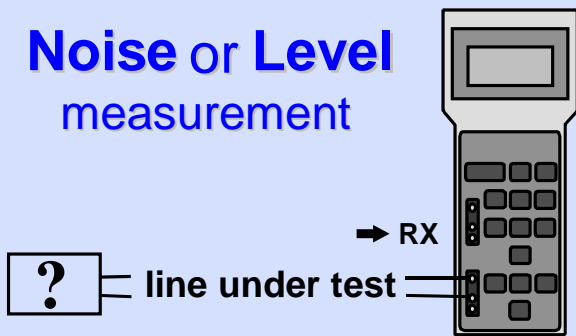 Noise or Level
measurement
RX
?
line under test